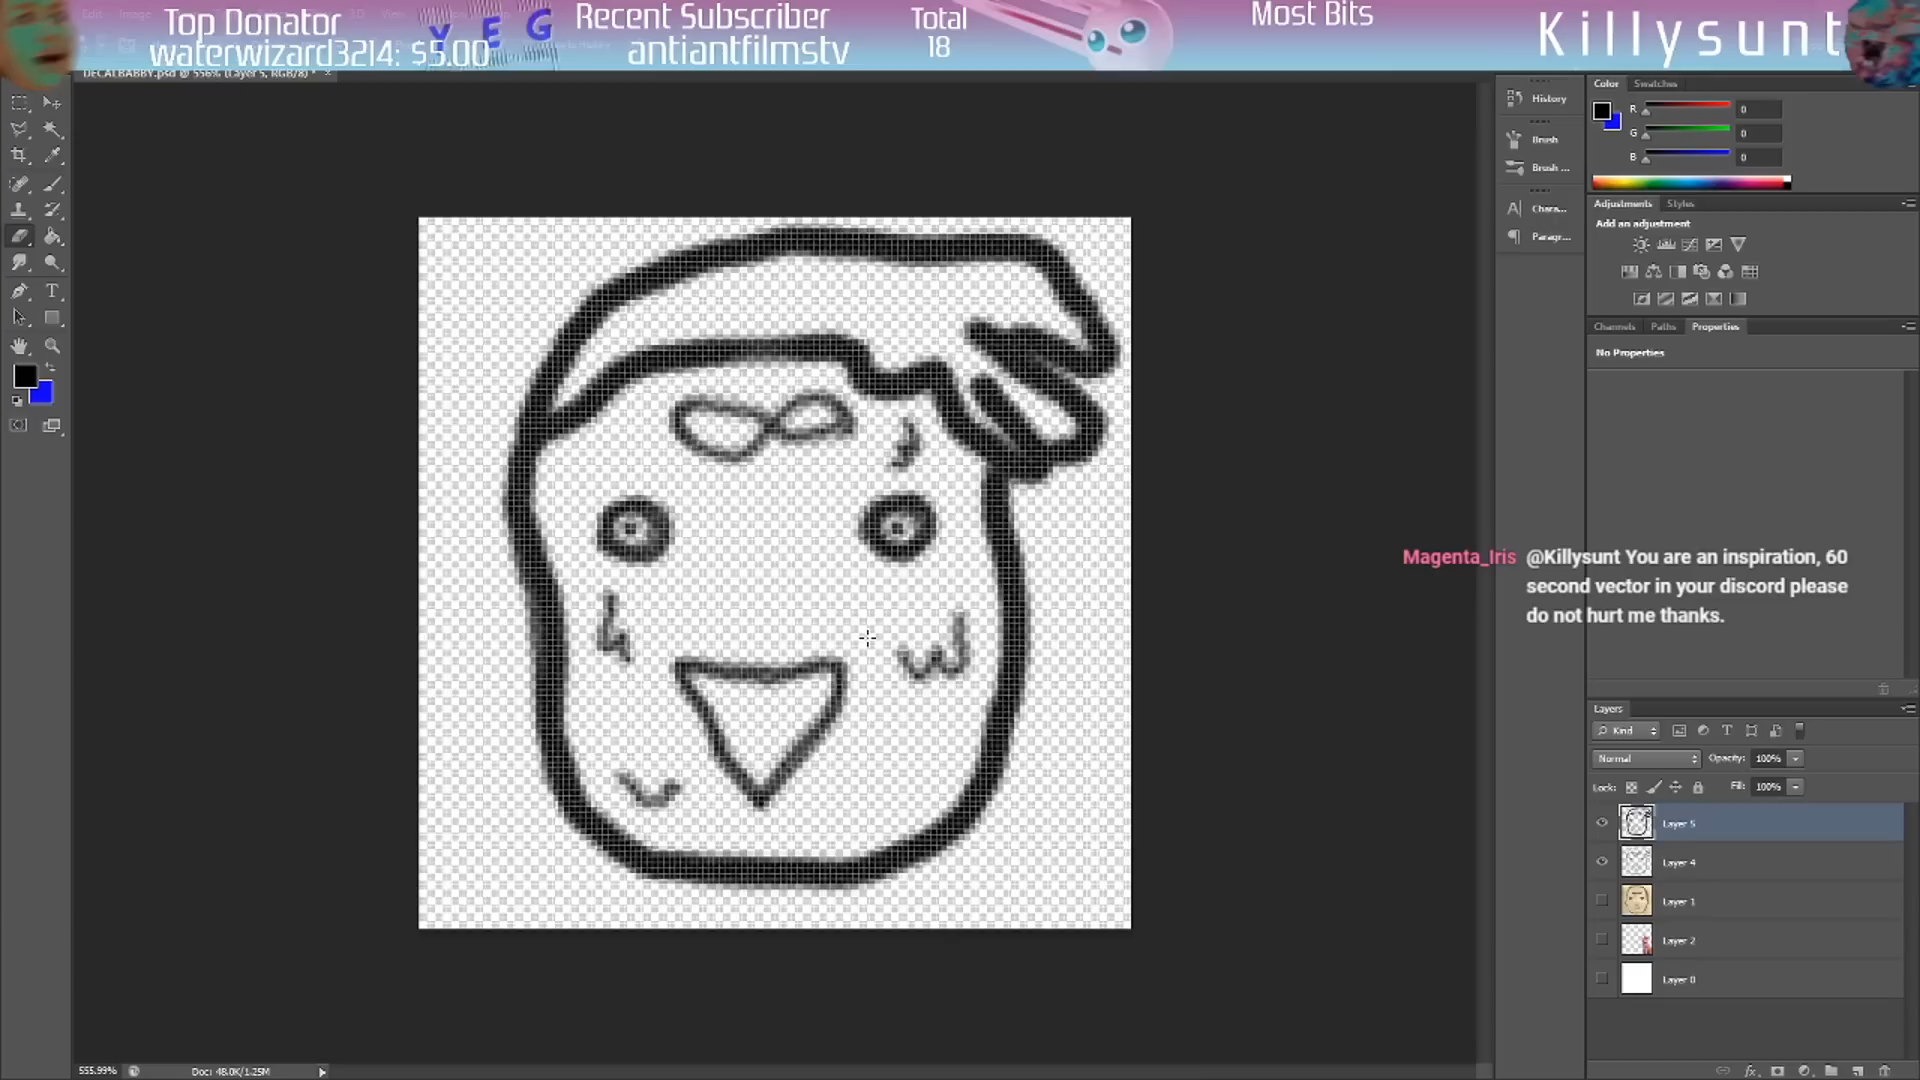 Top Donator
waterwizard3214: $5.00
YEG
Recent Subscriber
antiantfilmstv
Total
18
Most Bits
Killysunt
DECALBABBY.psd @ 556% (Layer 5, RGB/8) *
History
Brush
Brush ...
Chara...
Paragr...
Color
Swatches
R
0
G
0
B
0
Adjustments
Styles
Add an adjustment
Channels
Paths
Properties
No Properties
Magenta_Iris @Killysunt You are an inspiration, 60
second vector in your discord please
do not hurt me thanks.
Layers
Kind
Normal
Opacity: 100%
Lock:
Fill: 100%
Layer 5
Layer 4
Layer 1
Layer 2
Layer 0
555.99%
Doc: 48.0K/1.25M